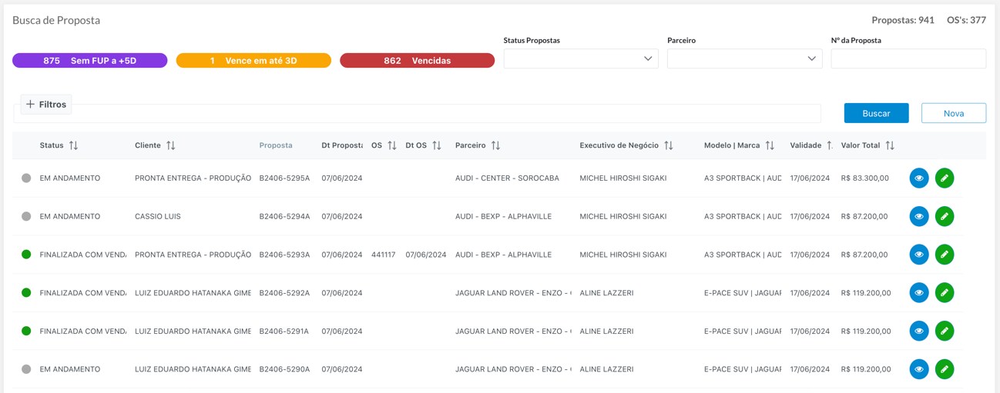 Busca de Proposta
Propostas: 941 OS's: 377
Status Propostas Parceiro N° da Proposta
875 Sem FUP a +5D 1 Vence em até 3D 862 Vencidas
Filtros
Buscar Nova
Status Cliente Proposta Dt Proposta OS Dt OS Parceiro Executivo de Negócio Modelo | Marca Validade Valor Total
EM ANDAMENTO PRONTA ENTREGA - PRODUÇÃO B2406-5295A 07/06/2024 AUDI - CENTER - SOROCABA MICHEL HIROSHI SIGAKI A3 SPORTBACK | AUD 17/06/2024 R$ 83.300,00
EM ANDAMENTO CASSIO LUIS B2406-5294A 07/06/2024 AUDI - BEXP - ALPHAVILLE MICHEL HIROSHI SIGAKI A3 SPORTBACK | AUD 17/06/2024 R$ 87.200,00
FINALIZADA COM VENDA PRONTA ENTREGA - PRODUÇÃO B2406-5293A 07/06/2024 441117 07/06/2024 AUDI - BEXP - ALPHAVILLE MICHEL HIROSHI SIGAKI A3 SPORTBACK | AUD 17/06/2024 R$ 87.200,00
FINALIZADA COM VENDA LUIZ EDUARDO HATANAKA GIME B2406-5292A 07/06/2024 JAGUAR LAND ROVER - ENZO - ALINE LAZZERI E-PACE SUV | JAGUAR 17/06/2024 R$ 119.200,00
FINALIZADA COM VENDA LUIZ EDUARDO HATANAKA GIME B2406-5291A 07/06/2024 JAGUAR LAND ROVER - ENZO - ALINE LAZZERI E-PACE SUV | JAGUAR 17/06/2024 R$ 119.200,00
EM ANDAMENTO LUIZ EDUARDO HATANAKA GIME B2406-5290A 07/06/2024 JAGUAR LAND ROVER - ENZO - ALINE LAZZERI E-PACE SUV | JAGUAR 17/06/2024 R$ 119.200,00